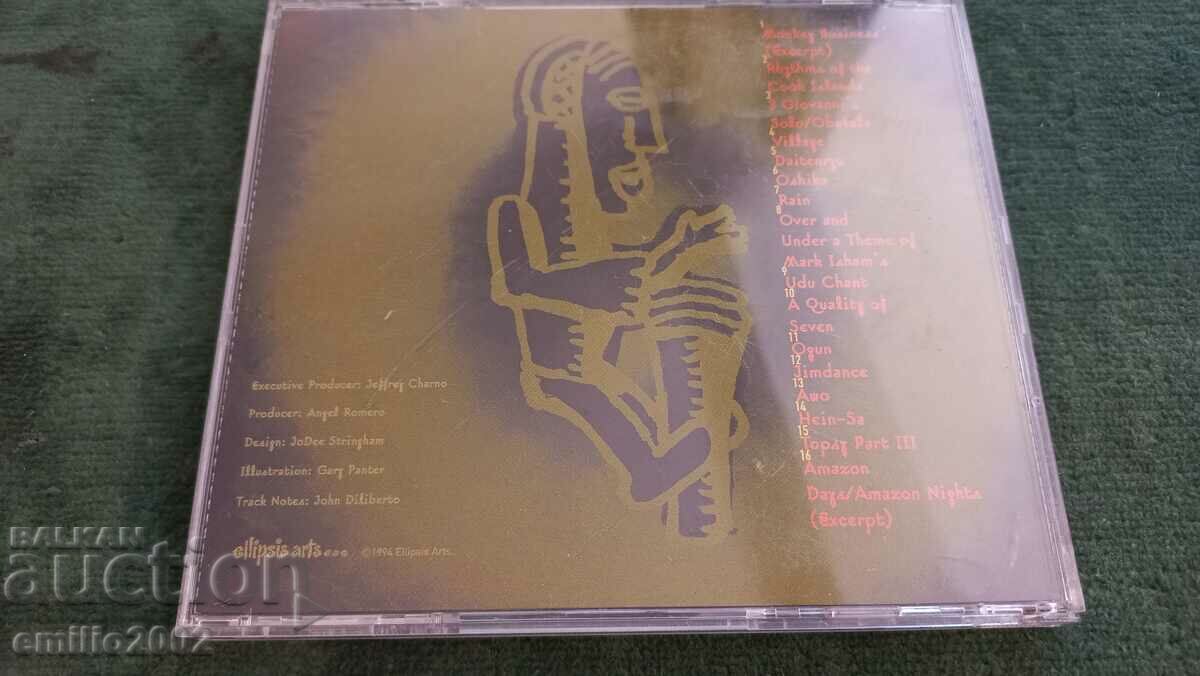 1
Monkey Business
(Excerpt)
2
Rhythms of the
Cook Islands
3
I Giovanni
Solo/Obatala
4
Village
5
Daitenryu
6
Oshiko
7
Rain
8
Over and
Under a Theme of
Mark Isham's
9
Udu Chant
10
A Quality of
Seven
11
Ogun
12
Jimdance
13
Awo
14
Hein-Sa
15
Topsy Part III
16
Amazon
Days/Amazon Nights
(Excerpt)
Executive Producer: Jeffrey Charno
Producer: Angel Romero
Design: JoDee Stringham
Illustration: Gary Panter
Track Notes: John Diliberto
ellipsis arts...
©1994 Ellipsis Arts.
BALKAN
auction
emillo2002